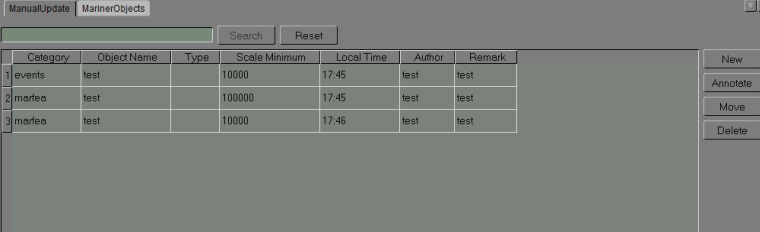 ManualUpdate MarinerObjects
Search Reset
Category Object Name Type Scale Minimum Local Time Author Remark
1 events test 10000 17:45 test test
2 marfea test 100000 17:45 test test
3 marfea test 10000 17:46 test test
New
Annotate
Move
Delete